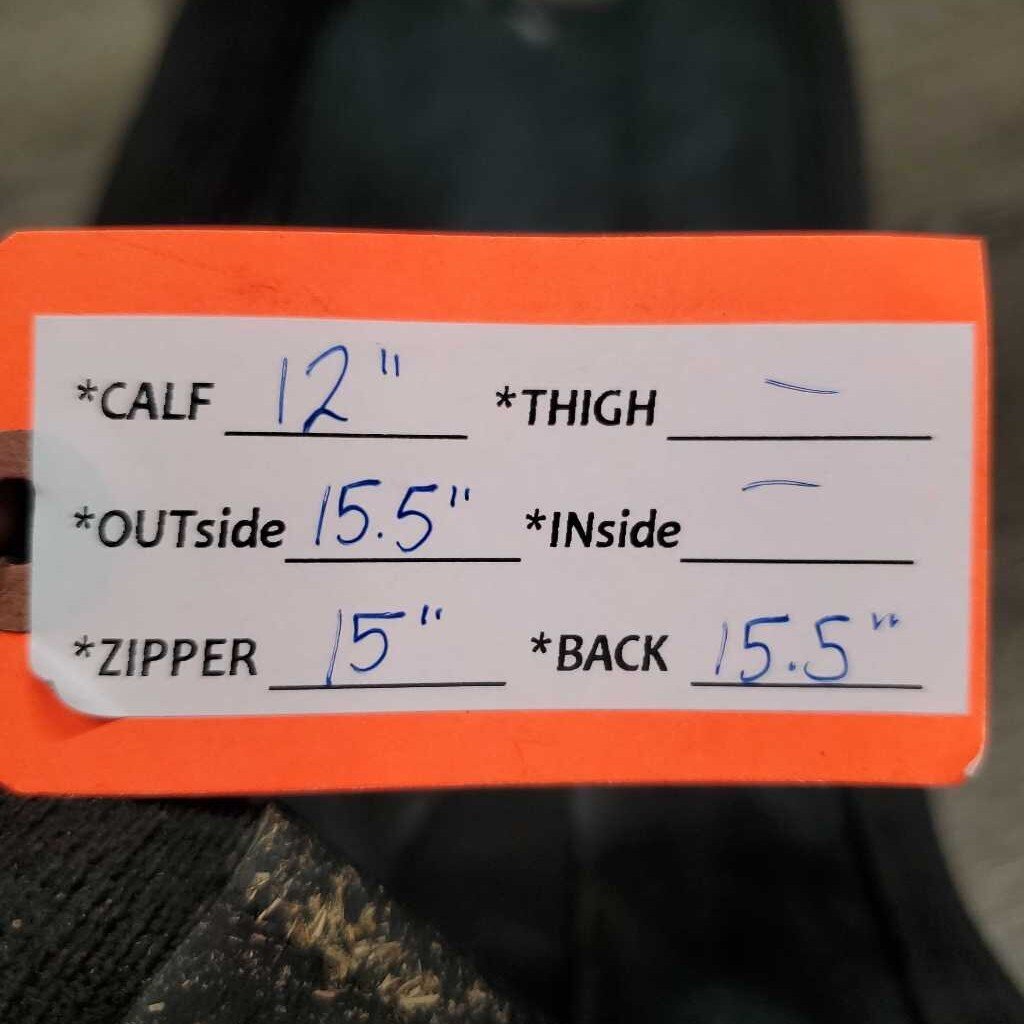 *CALF 12" *THIGH —
*OUTside 15.5" *INside —
*ZIPPER 15" *BACK 15.5"